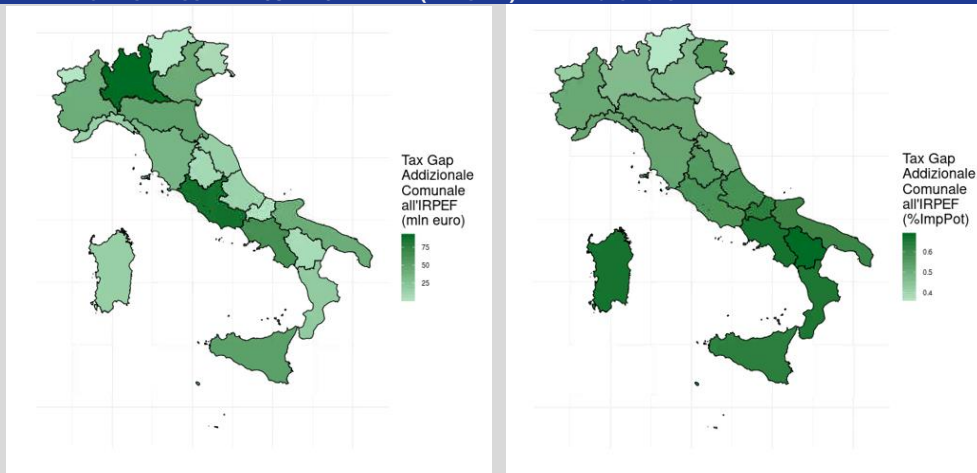 Tax Gap
Addizionale
Comunale
all'IRPEF
(mln euro)
75
50
25
Tax Gap
Addizionale
Comunale
all'IRPEF
(%ImpPot)
0.6
0.5
0.4